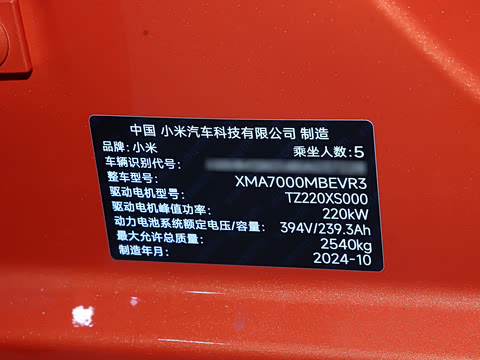 中国 小米汽车科技有限公司 制造
品牌:小米 乘坐人数:5
车辆识别代号:
整车型号: XMA7000MBEVR3
驱动电机型号: TZ220XS000
驱动电机峰值功率: 220kW
动力电池系统额定电压/容量: 394V/239.3Ah
最大允许总质量: 2540kg
制造年月: 2024-10